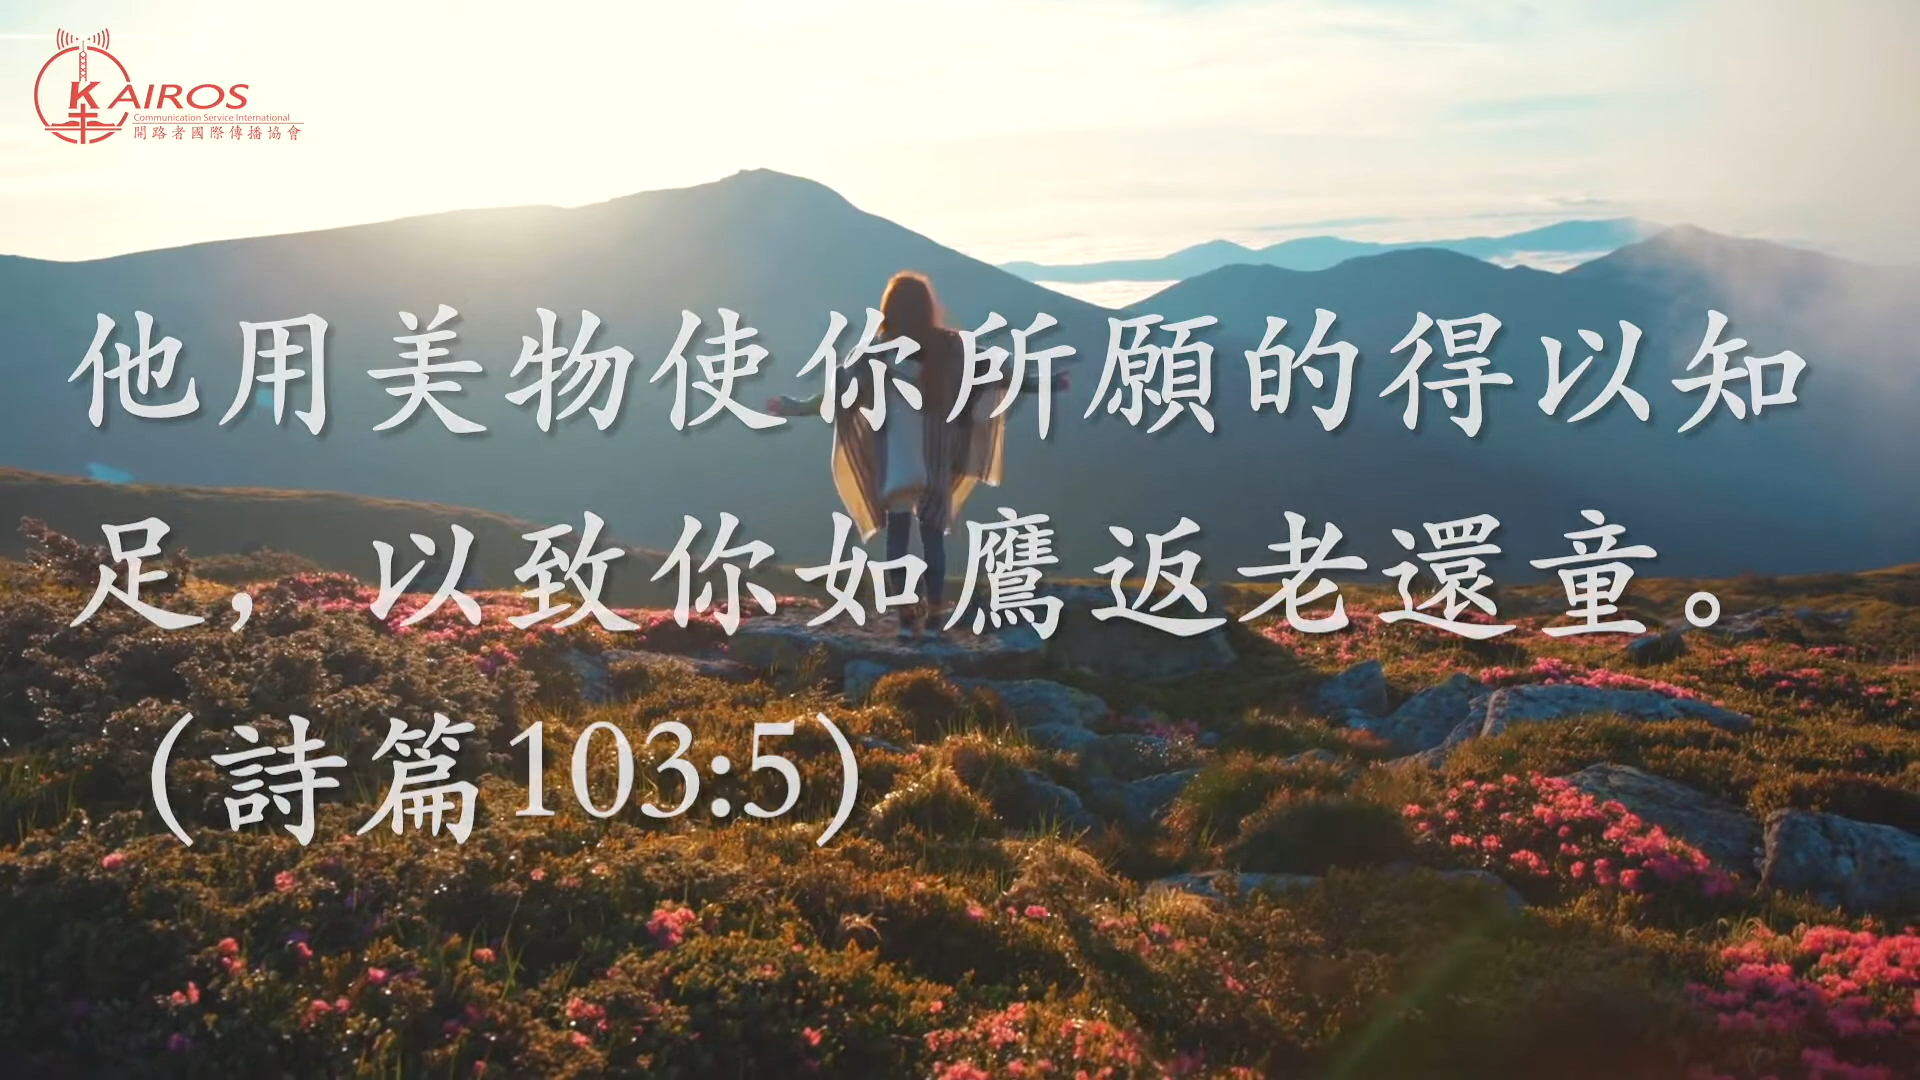 KAIROS
Communication Service International
開路者國際傳播協會
他用美物使你所願的得以知
足，以致你如鷹返老還童。
（詩篇103:5）